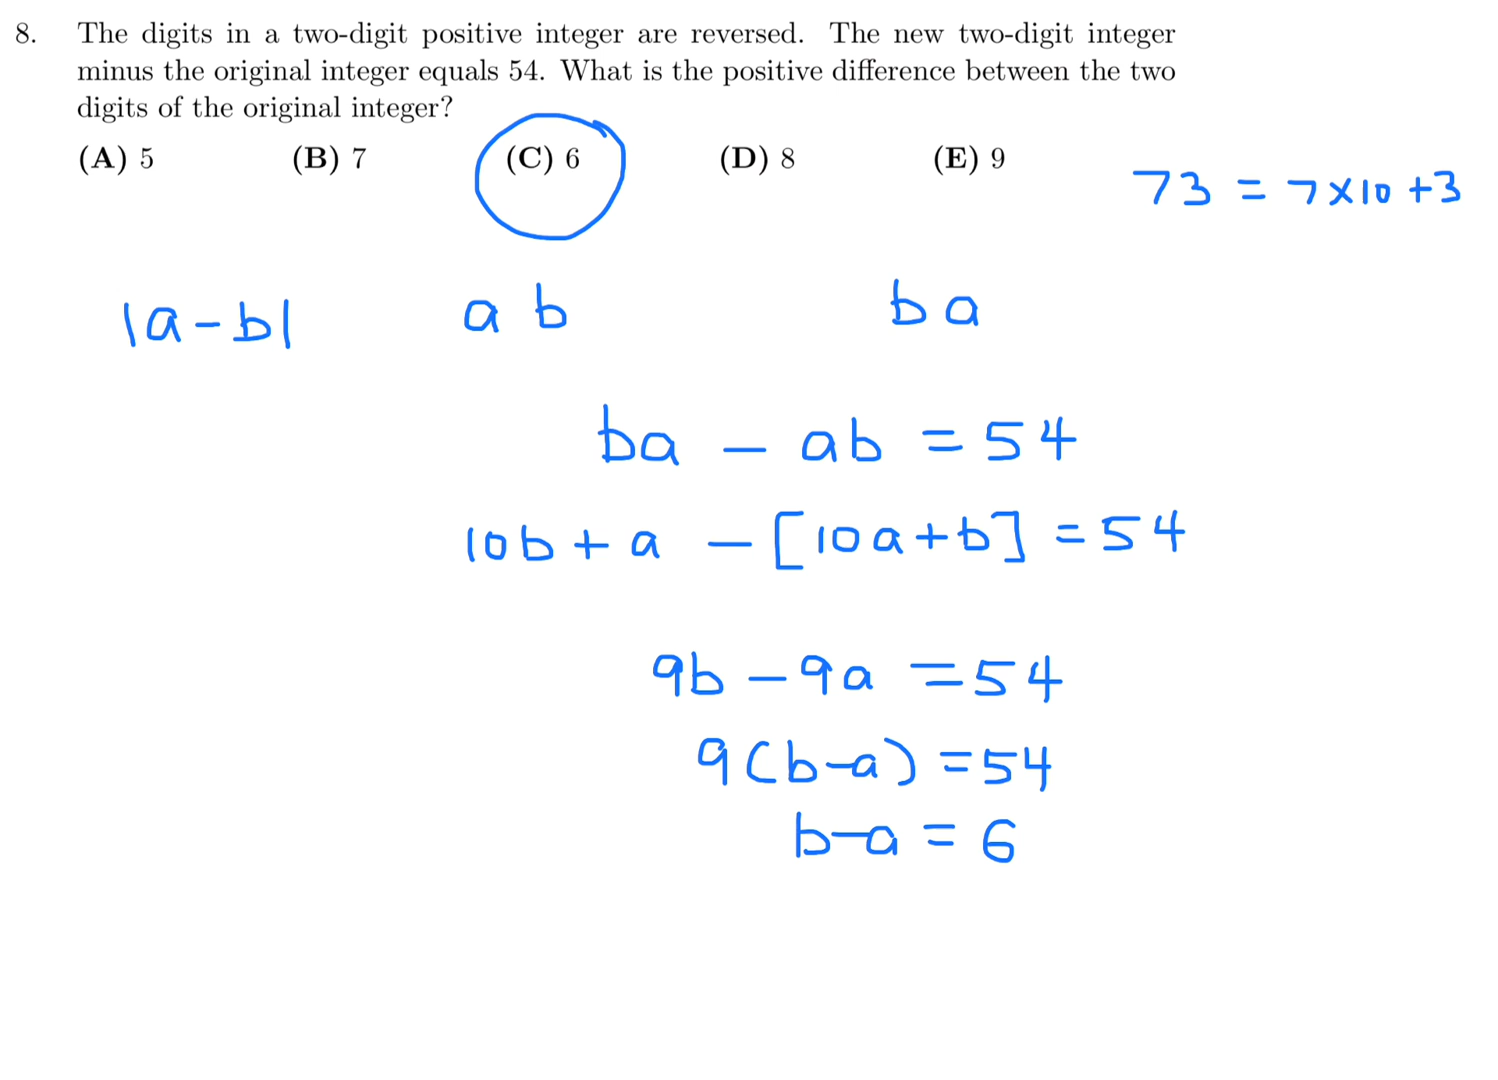 8. The digits in a two-digit positive integer are reversed. The new two-digit integer
minus the original integer equals 54. What is the positive difference between the two
digits of the original integer?
(A) 5 (B) 7 (C) 6 (D) 8 (E) 9
73 = 7×10 +3
|a-b| a b b a
ba - ab = 54
10b + a - [10a+b] = 54
9b - 9a = 54
9(b-a) = 54
b-a = 6